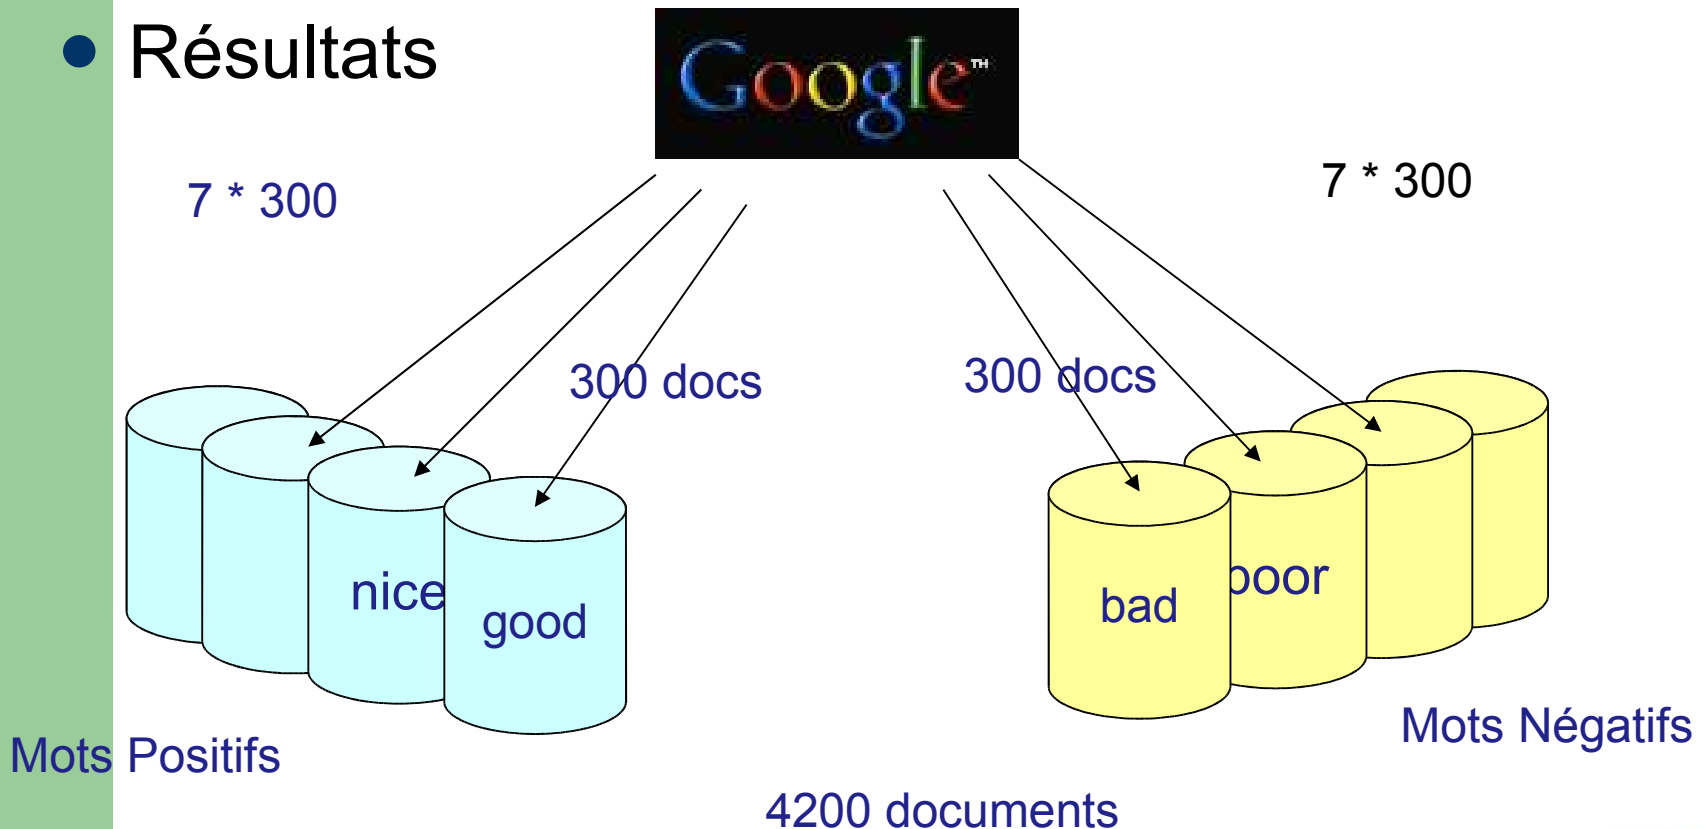 Résultats
Google™
7 * 300
7 * 300
300 docs
300 docs
nice
good
bad
poor
Mots Positifs
Mots Négatifs
4200 documents